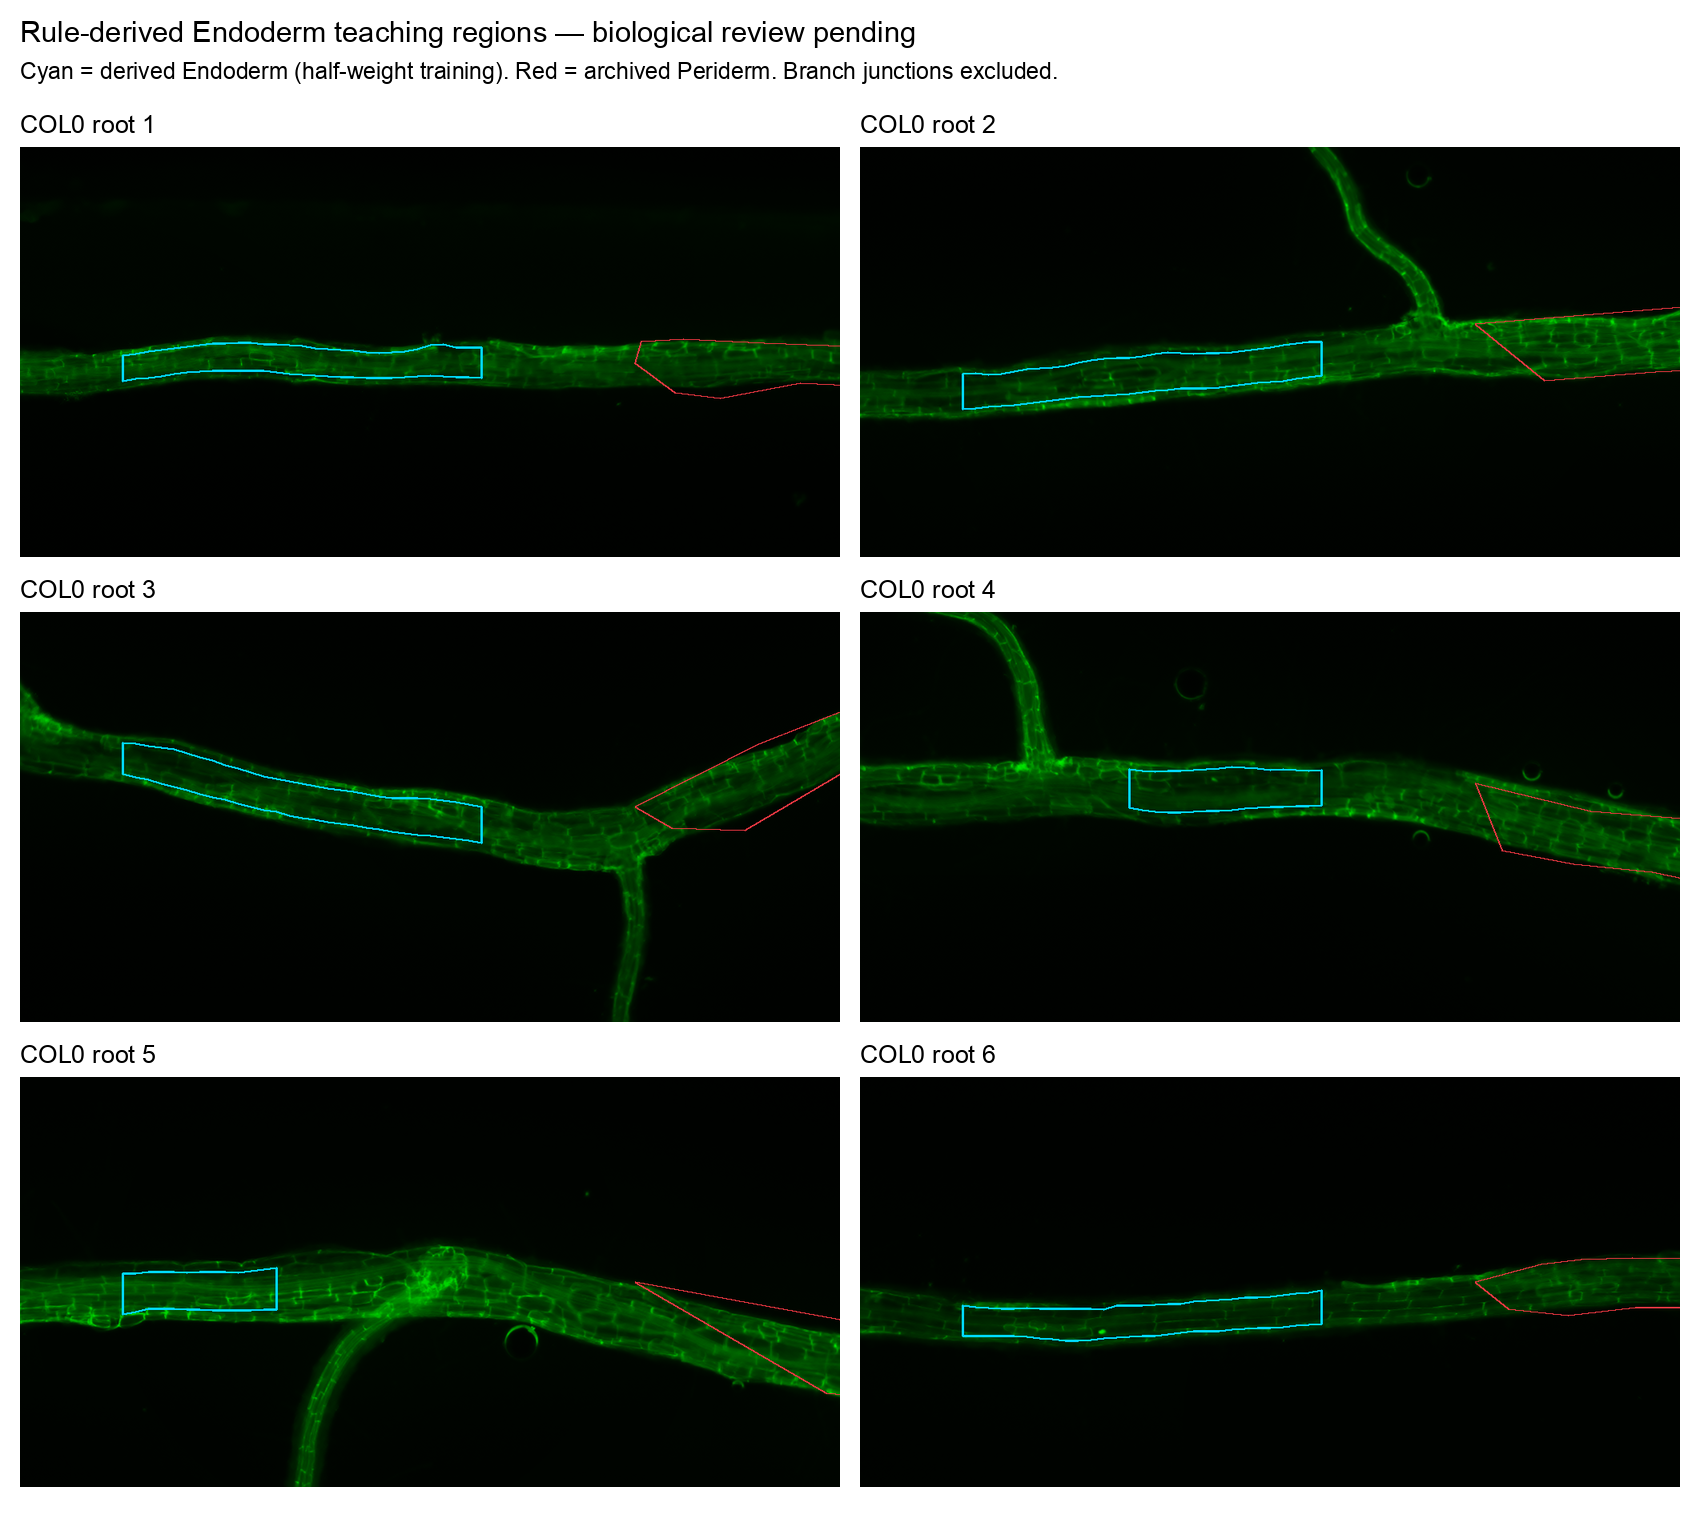 Rule-derived Endoderm teaching regions — biological review pending
Cyan = derived Endoderm (half-weight training). Red = archived Periderm. Branch junctions excluded.
COL0 root 1
COL0 root 2
COL0 root 3
COL0 root 4
COL0 root 5
COL0 root 6